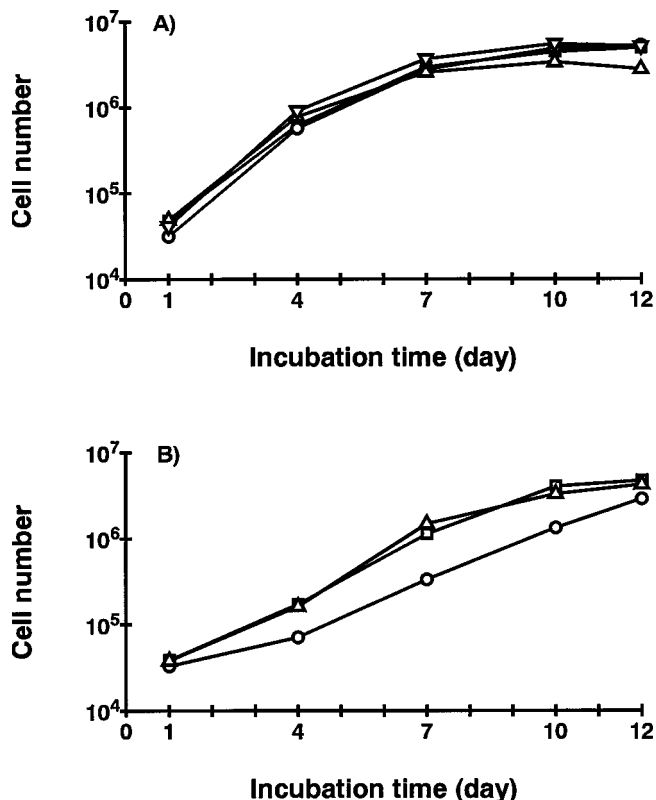 A)
10⁷
10⁶
10⁵
10⁴
Cell number
0 1 4 7 10 12
Incubation time (day)
B)
10⁷
10⁶
10⁵
10⁴
Cell number
0 1 4 7 10 12
Incubation time (day)